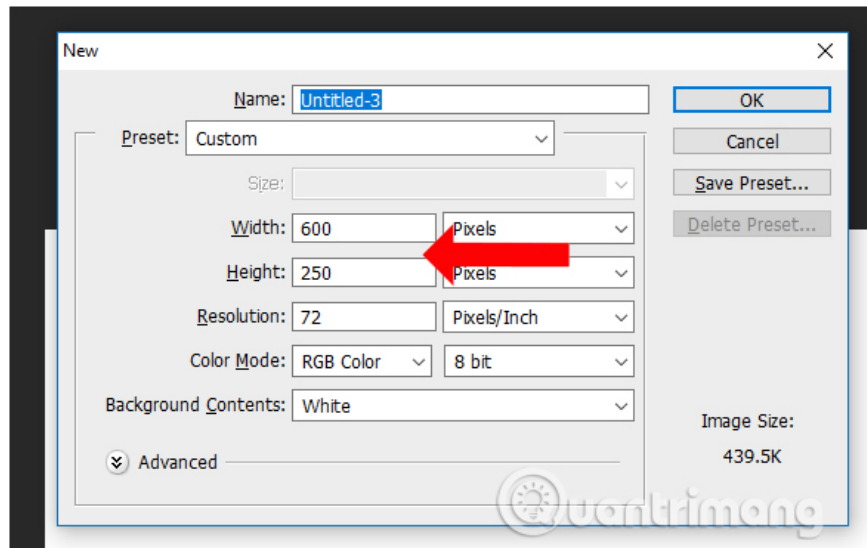 New
Name: Untitled-3
OK
Preset: Custom
Cancel
Size:
Save Preset...
Width: 600 Pixels
Delete Preset...
Height: 250 Pixels
Resolution: 72 Pixels/Inch
Color Mode: RGB Color 8 bit
Background Contents: White
Image Size:
439.5K
Advanced
Quantrimang